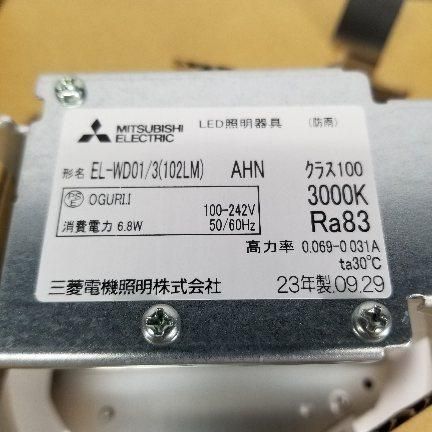 MITSUBISHI ELECTRIC LED照明器具 (防雨)
形名 EL-WD01/3(102LM) AHN クラス100
PSE OGURI.I 100-242V 3000K
消費電力 6.8W 50/60Hz Ra83
高力率 0.069-0.031A
ta30℃
三菱電機照明株式会社 23年製.09.29